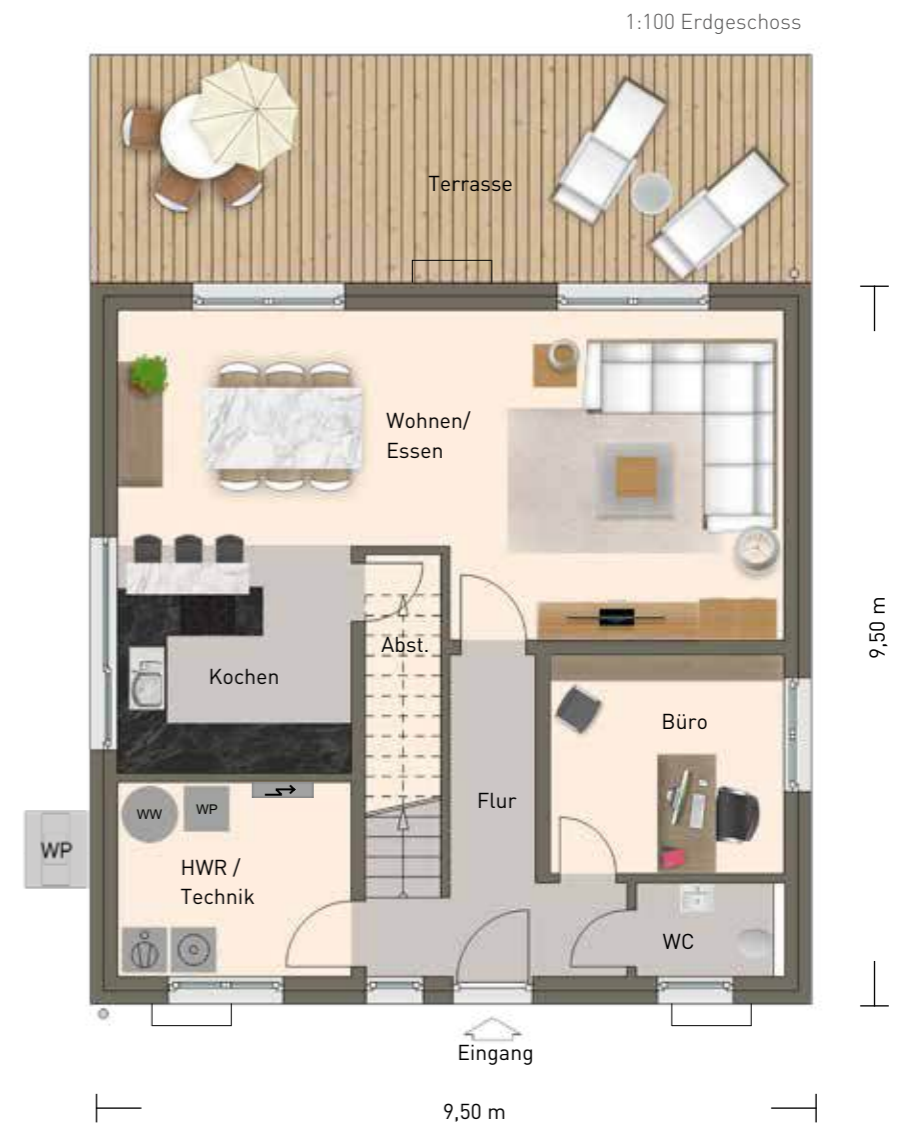 1:100 Erdgeschoss
Terrasse
Wohnen/
Essen
9,50 m
Abst.
Kochen
Büro
Flur
WW
WP
WP
HWR /
Technik
WC
Eingang
9,50 m